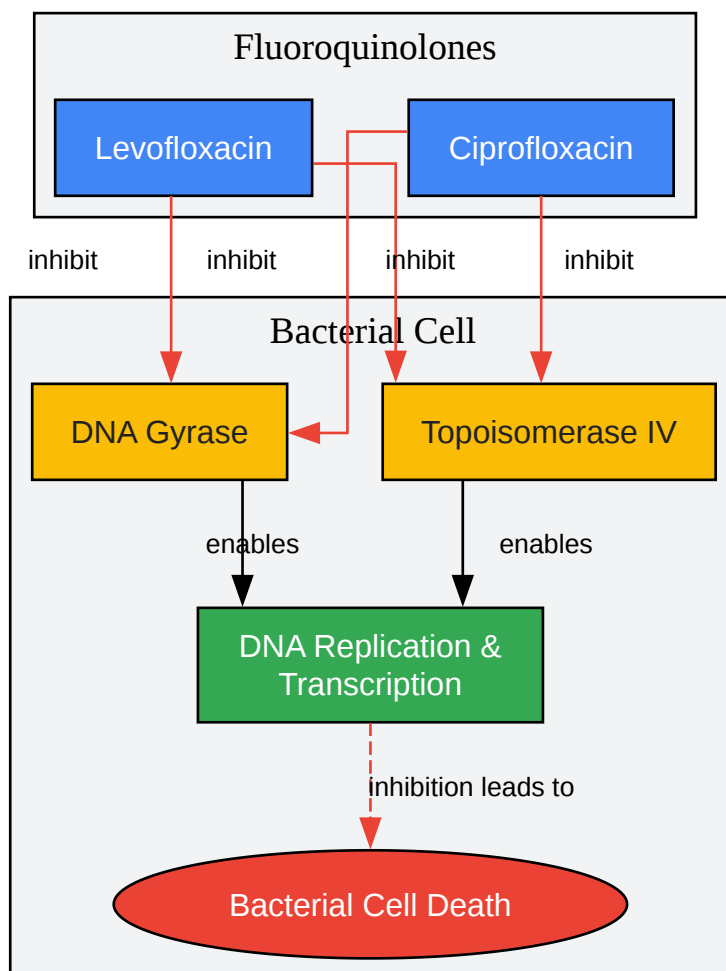 Fluoroquinolones
Levofloxacin
Ciprofloxacin
inhibit
inhibit
inhibit
inhibit
Bacterial Cell
DNA Gyrase
Topoisomerase IV
enables
enables
DNA Replication &
Transcription
inhibition leads to
Bacterial Cell Death